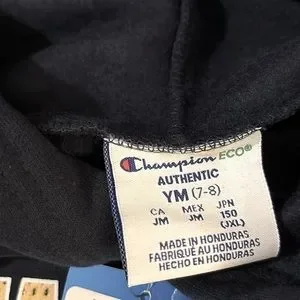 Champion ECO®
AUTHENTIC
YM (7-8)
CA MEX JPN
JM JM 150
(JXL)
MADE IN HONDURAS
FABRIQUÉ AU HONDURAS
HECHO EN HONDURAS